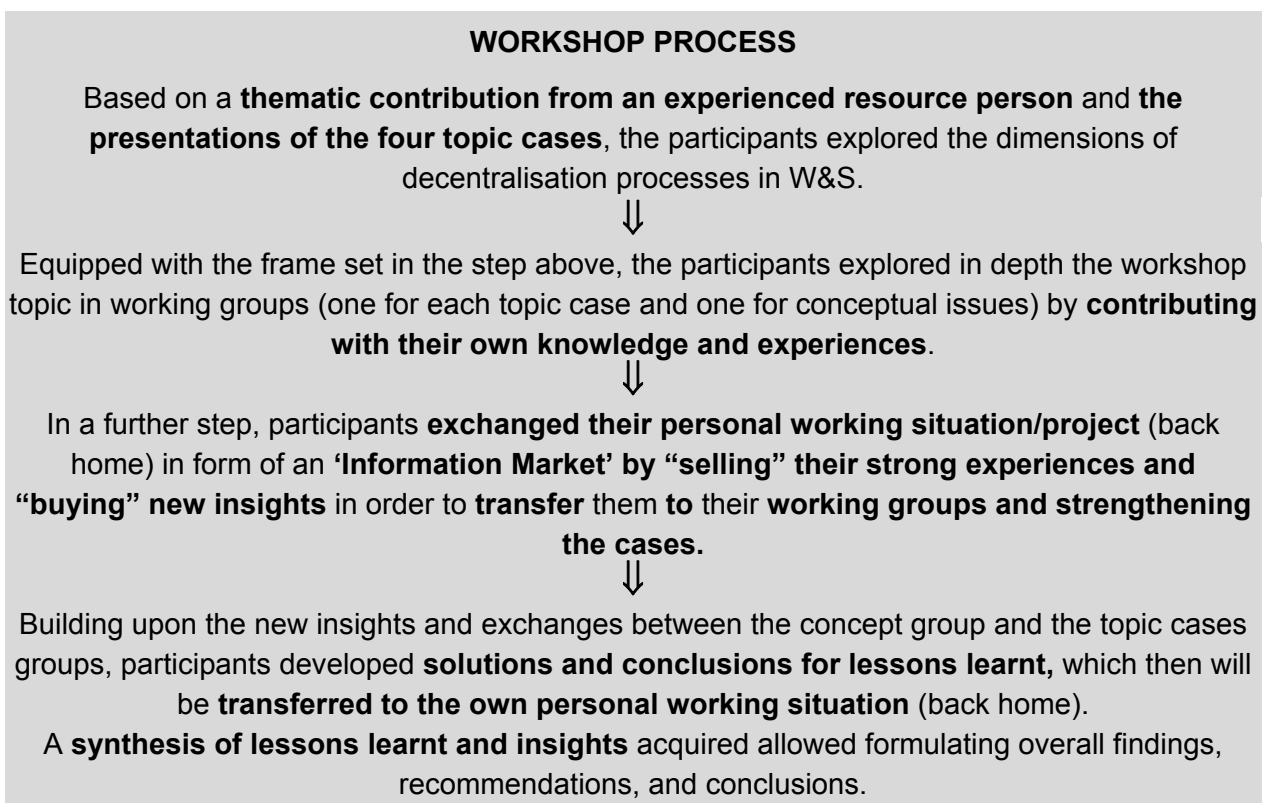 WORKSHOP PROCESS
Based on a thematic contribution from an experienced resource person and the
presentations of the four topic cases, the participants explored the dimensions of
decentralisation processes in W&S.
⇓
Equipped with the frame set in the step above, the participants explored in depth the workshop
topic in working groups (one for each topic case and one for conceptual issues) by contributing
with their own knowledge and experiences.
⇓
In a further step, participants exchanged their personal working situation/project (back
home) in form of an ‘Information Market’ by “selling” their strong experiences and
“buying” new insights in order to transfer them to their working groups and strengthening
the cases.
⇓
Building upon the new insights and exchanges between the concept group and the topic cases
groups, participants developed solutions and conclusions for lessons learnt, which then will
be transferred to the own personal working situation (back home).
A synthesis of lessons learnt and insights acquired allowed formulating overall findings,
recommendations, and conclusions.